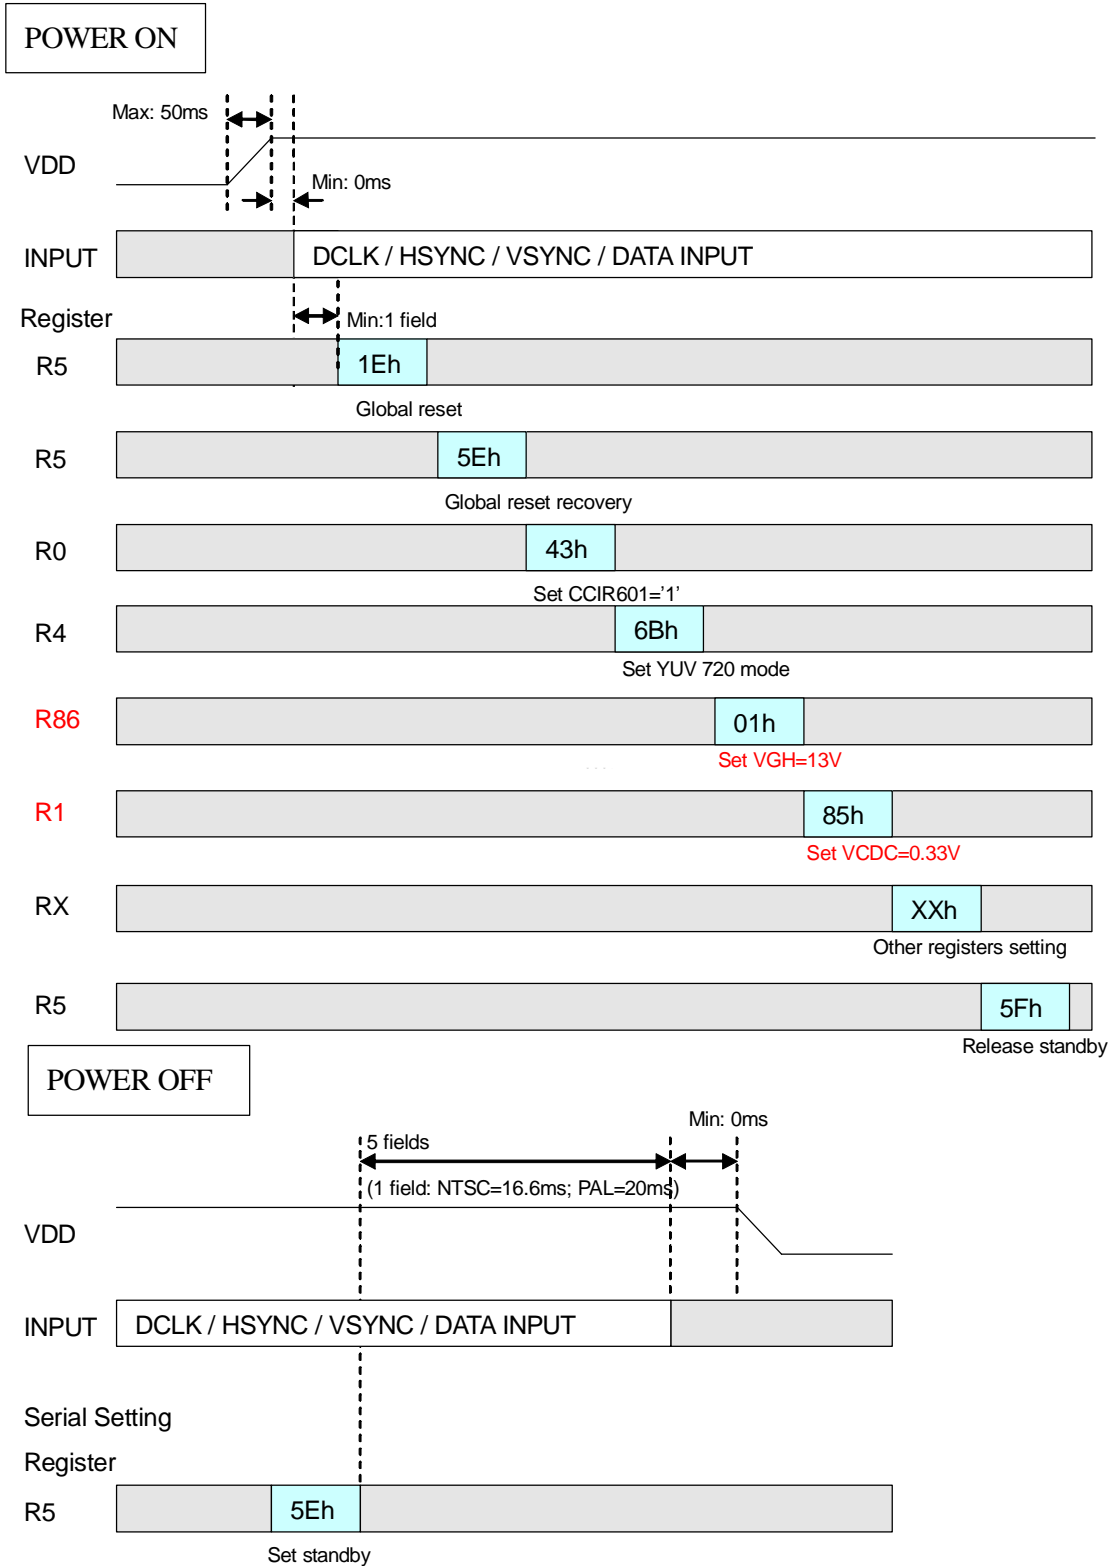 POWER ON
Max: 50ms
VDD
Min: 0ms
INPUT
DCLK / HSYNC / VSYNC / DATA INPUT
Register
Min:1 field
R5
1Eh
Global reset
R5
5Eh
Global reset recovery
R0
43h
Set CCIR601='1'
R4
6Bh
Set YUV 720 mode
R86
01h
Set VGH=13V
...
R1
85h
Set VCDC=0.33V
RX
XXh
Other registers setting
R5
5Fh
Release standby
POWER OFF
Min: 0ms
5 fields
(1 field: NTSC=16.6ms; PAL=20ms)
VDD
INPUT
DCLK / HSYNC / VSYNC / DATA INPUT
Serial Setting
Register
R5
5Eh
Set standby